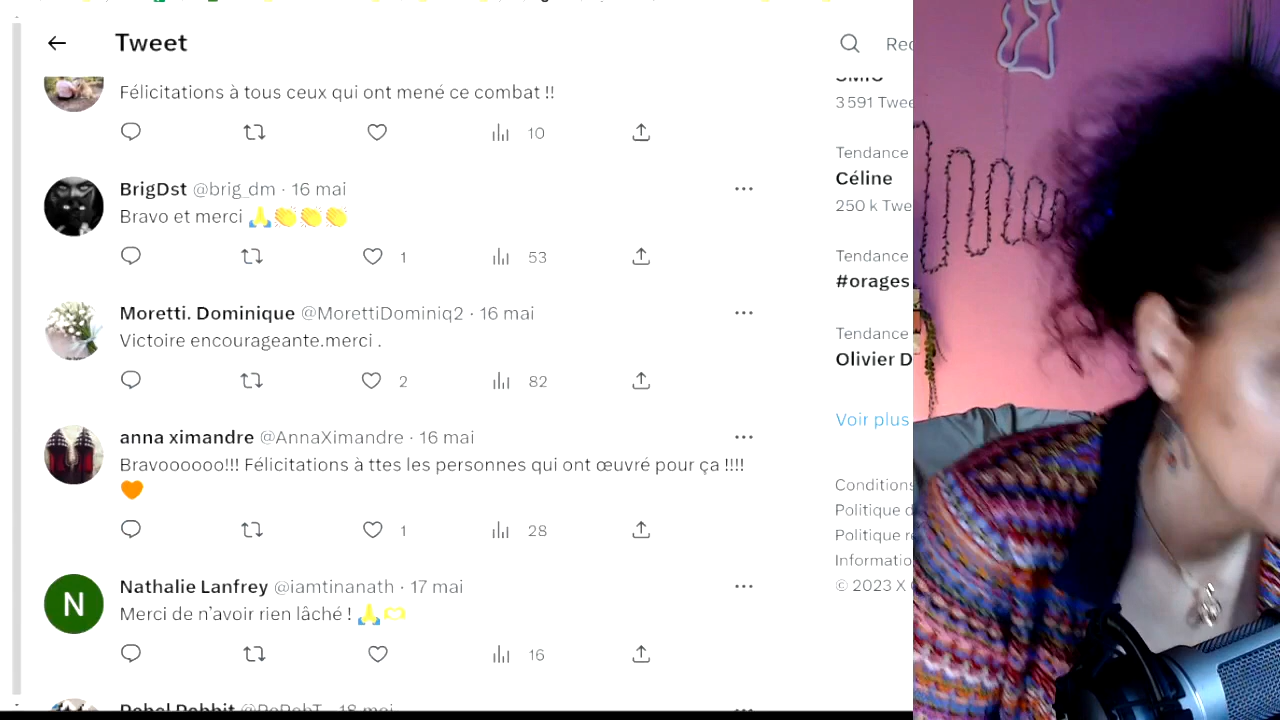 Tweet
Rec
Félicitations à tous ceux qui ont mené ce combat !!
10
BrigDst @brig_dm · 16 mai
Bravo et merci 🙏👏👏👏
1 53
Moretti. Dominique @MorettiDominiq2 · 16 mai
Victoire encourageante.merci .
2 82
anna ximandre @AnnaXimandre · 16 mai
Bravoooooo!!! Félicitations à ttes les personnes qui ont œuvré pour ça !!!!
🧡
1 28
N
Nathalie Lanfrey @iamtinanath · 17 mai
Merci de n’avoir rien lâché ! 🙏🫶
16
3 591 Twee
Tendance
Céline
250 k Twe
Tendance
#orages
Tendance
Olivier D
Voir plus
Conditions
Politique d
Politique re
Informatio
© 2023 X C